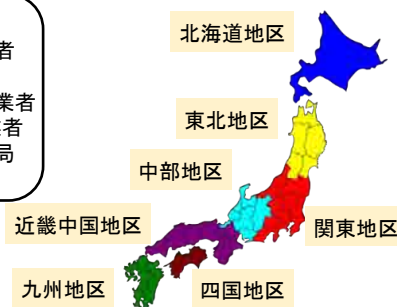 者
業者
業者
局
北海道地区
東北地区
中部地区
近畿中国地区
関東地区
九州地区
四国地区